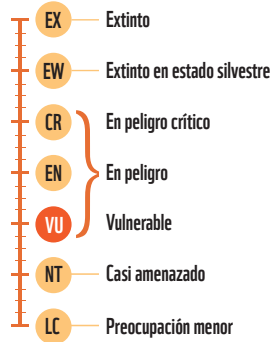 EX Extinto
EW Extinto en estado silvestre
CR En peligro crítico
EN En peligro
VU Vulnerable
NT Casi amenazado
LC Preocupación menor